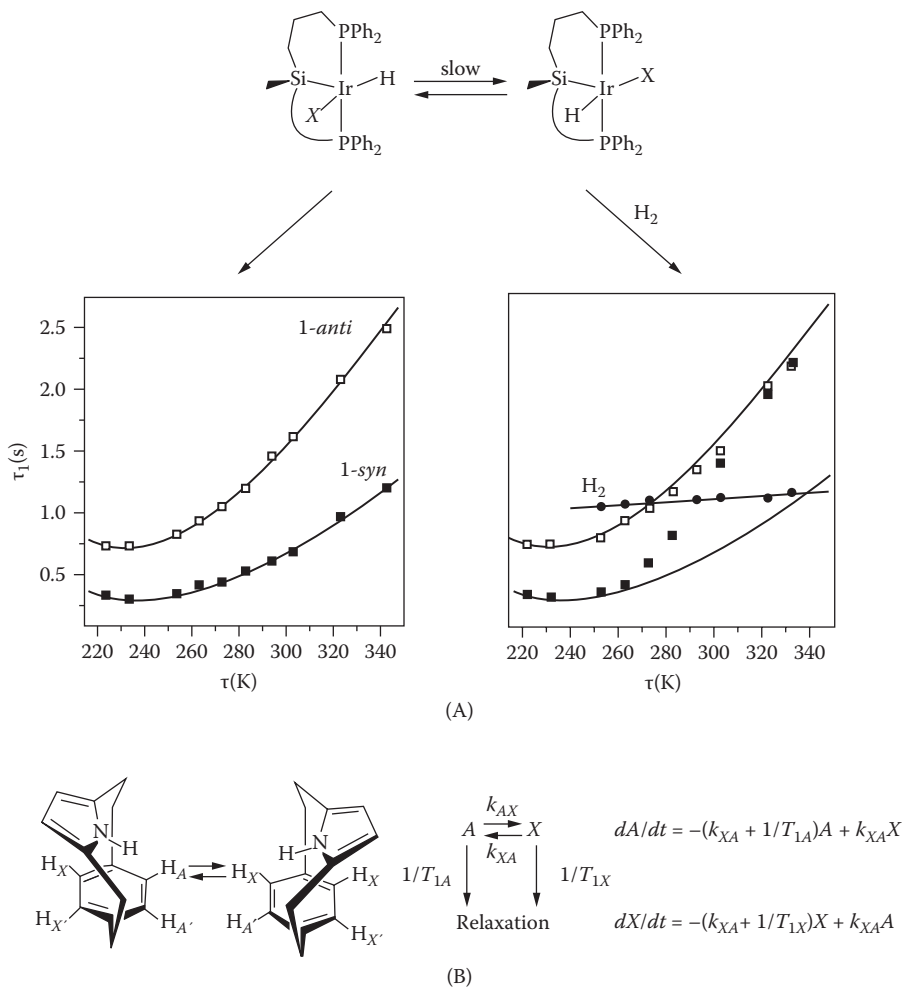 PPh2
Si
Ir
H
X
PPh2
slow
PPh2
Si
Ir
X
H
PPh2
H2
τ1(s)
2.5
2.0
1.5
1.0
0.5
1-anti
1-syn
220 240 260 280 300 320 340
τ(K)
H2
220 240 260 280 300 320 340
τ(K)
(A)
N
H
HX
HA
HX′
HA′
N
H
HX
HX
HA′
HX′
kAX
A X
kXA
1/T1A 1/T1X
Relaxation
dA/dt = −(kXA + 1/T1A)A + kXAX
dX/dt = −(kXA+ 1/T1X)X + kXAA
(B)